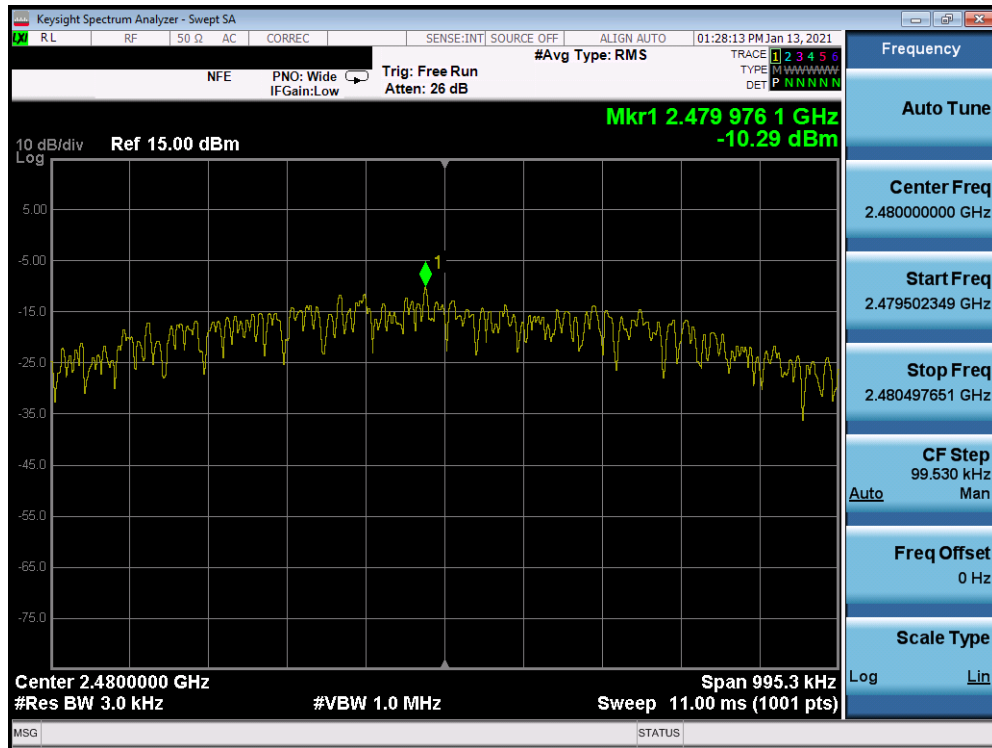 Keysight Spectrum Analyzer - Swept SA
LXI RL RF 50 Ω AC CORREC SENSE:INT SOURCE OFF ALIGN AUTO 01:28:13 PM Jan 13, 2021
#Avg Type: RMS TRACE 1 2 3 4 5 6
TYPE M WWWWW
DET P N N N N N
NFE PNO: Wide Trig: Free Run
IFGain:Low Atten: 26 dB
Mkr1 2.479 976 1 GHz
-10.29 dBm
10 dB/div Ref 15.00 dBm
Log
5.00
-5.00
1
-15.0
-25.0
-35.0
-45.0
-55.0
-65.0
-75.0
Center 2.4800000 GHz Span 995.3 kHz
#Res BW 3.0 kHz #VBW 1.0 MHz Sweep 11.00 ms (1001 pts)
MSG STATUS
Frequency
Auto Tune
Center Freq
2.480000000 GHz
Start Freq
2.479502349 GHz
Stop Freq
2.480497651 GHz
CF Step
99.530 kHz
Auto Man
Freq Offset
0 Hz
Scale Type
Log Lin